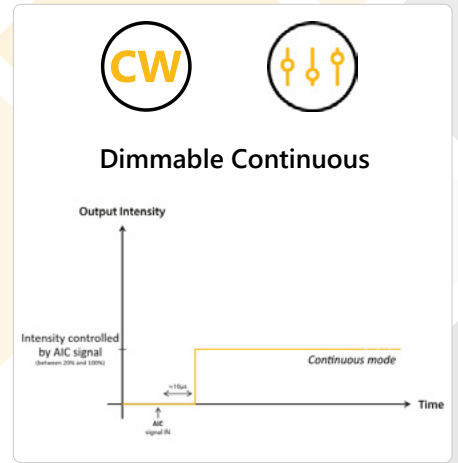 CW
Dimmable Continuous
Output Intensity
Intensity controlled
by AIC signal
(between 20% and 100%)
Continuous mode
≈10µs
Time
AIC
signal IN